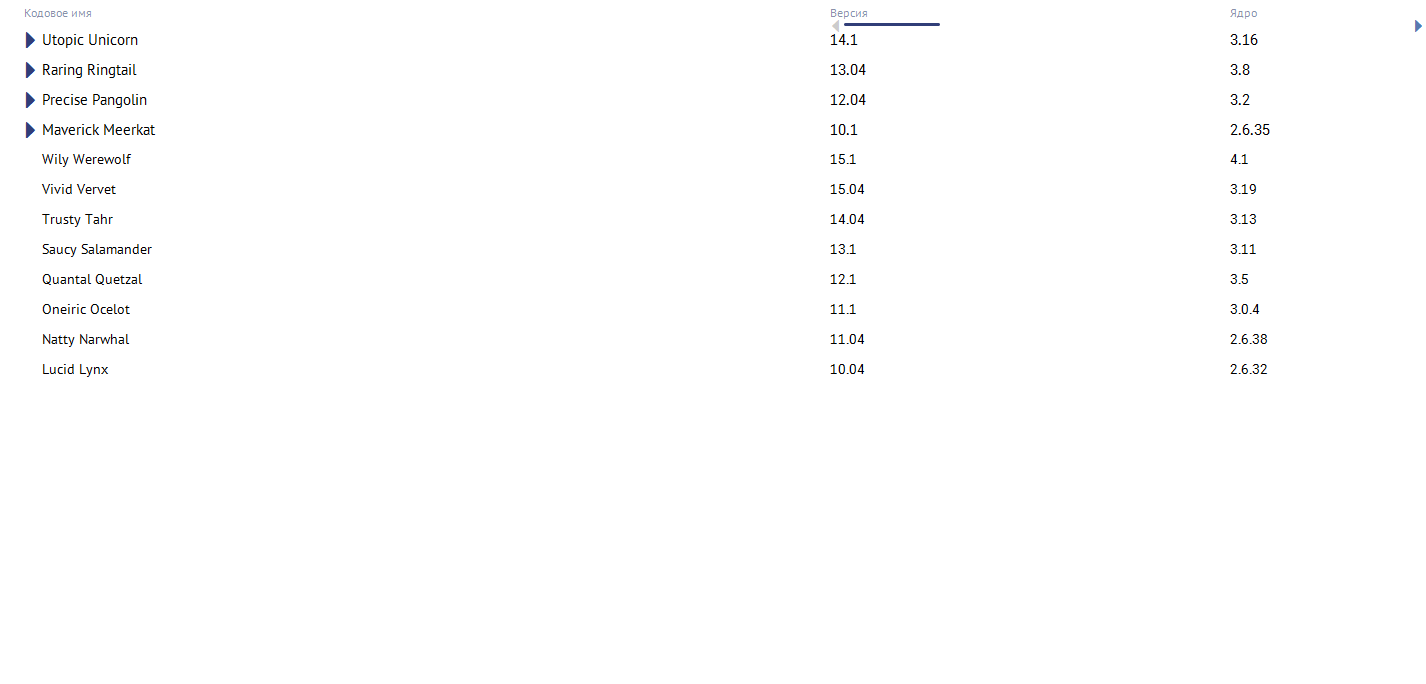 Кодовое имя Версия Ядро
Utopic Unicorn 14.1 3.16
Raring Ringtail 13.04 3.8
Precise Pangolin 12.04 3.2
Maverick Meerkat 10.1 2.6.35
Wily Werewolf 15.1 4.1
Vivid Vervet 15.04 3.19
Trusty Tahr 14.04 3.13
Saucy Salamander 13.1 3.11
Quantal Quetzal 12.1 3.5
Oneiric Ocelot 11.1 3.0.4
Natty Narwhal 11.04 2.6.38
Lucid Lynx 10.04 2.6.32